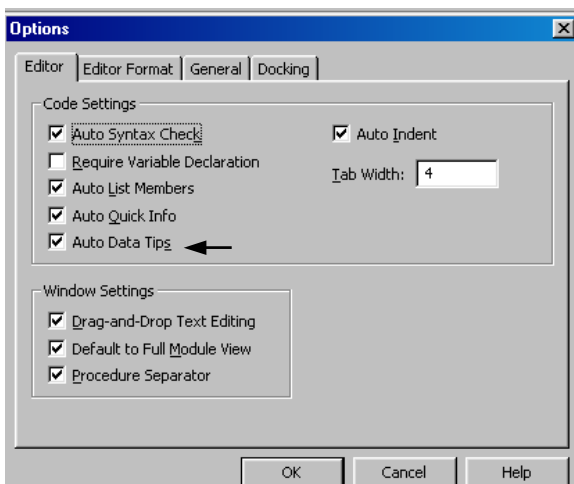 Options
Editor Editor Format General Docking
Code Settings
Auto Syntax Check
Auto Indent
Require Variable Declaration
Tab Width: 4
Auto List Members
Auto Quick Info
Auto Data Tips
Window Settings
Drag-and-Drop Text Editing
Default to Full Module View
Procedure Separator
OK Cancel Help